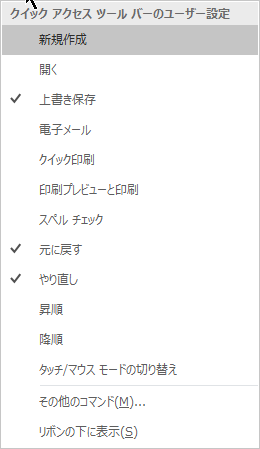 クイック アクセス ツール バーのユーザー設定
新規作成
開く
上書き保存
電子メール
クイック印刷
印刷プレビューと印刷
スペル チェック
元に戻す
やり直し
昇順
降順
タッチ/マウス モードの切り替え
その他のコマンド(M)...
リボンの下に表示(S)